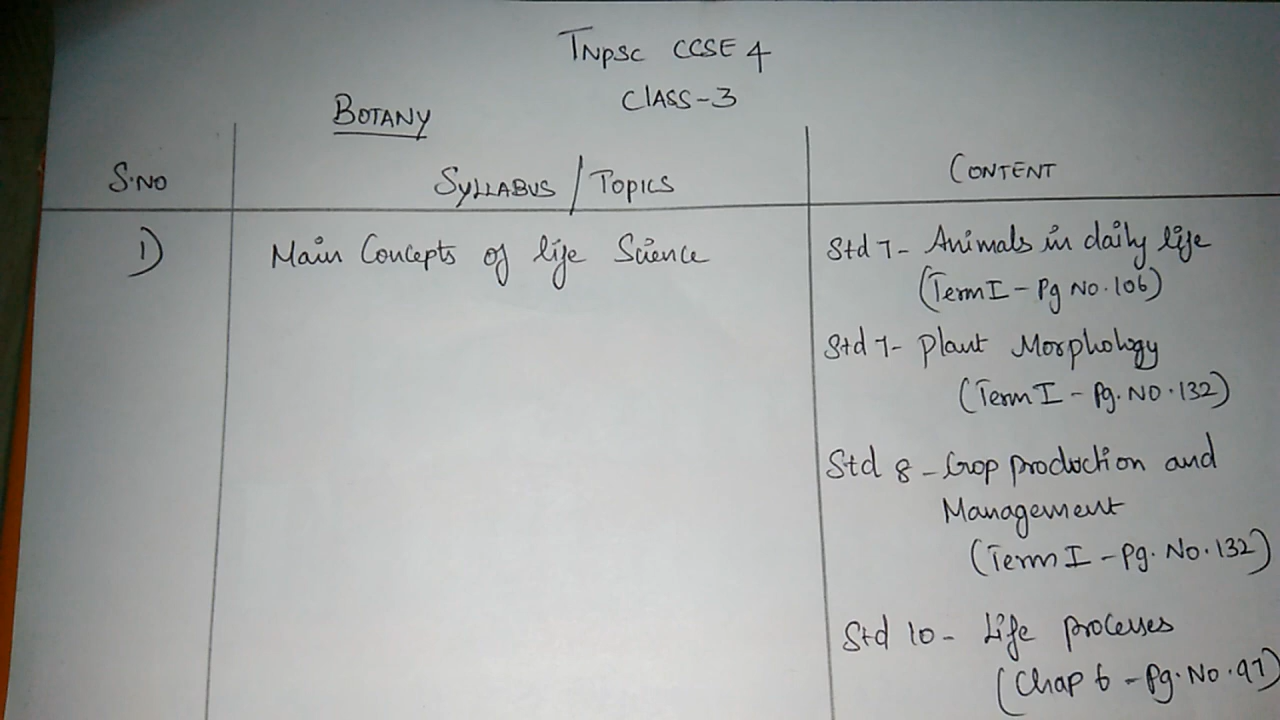 TNPSC CCSE 4
CLASS-3
BOTANY
S.NO
SYLLABUS / TOPICS
CONTENT
1)
Main Concepts of life Science
Std 7- Animals in daily life
(Term I - Pg No. 106)
Std 7- Plant Morphology
(Term I - Pg. NO. 132)
Std 8 - Crop production and
Management
(Term I - Pg. No. 132)
Std 10 - Life processes
(Chap 6 - Pg. No. 97)